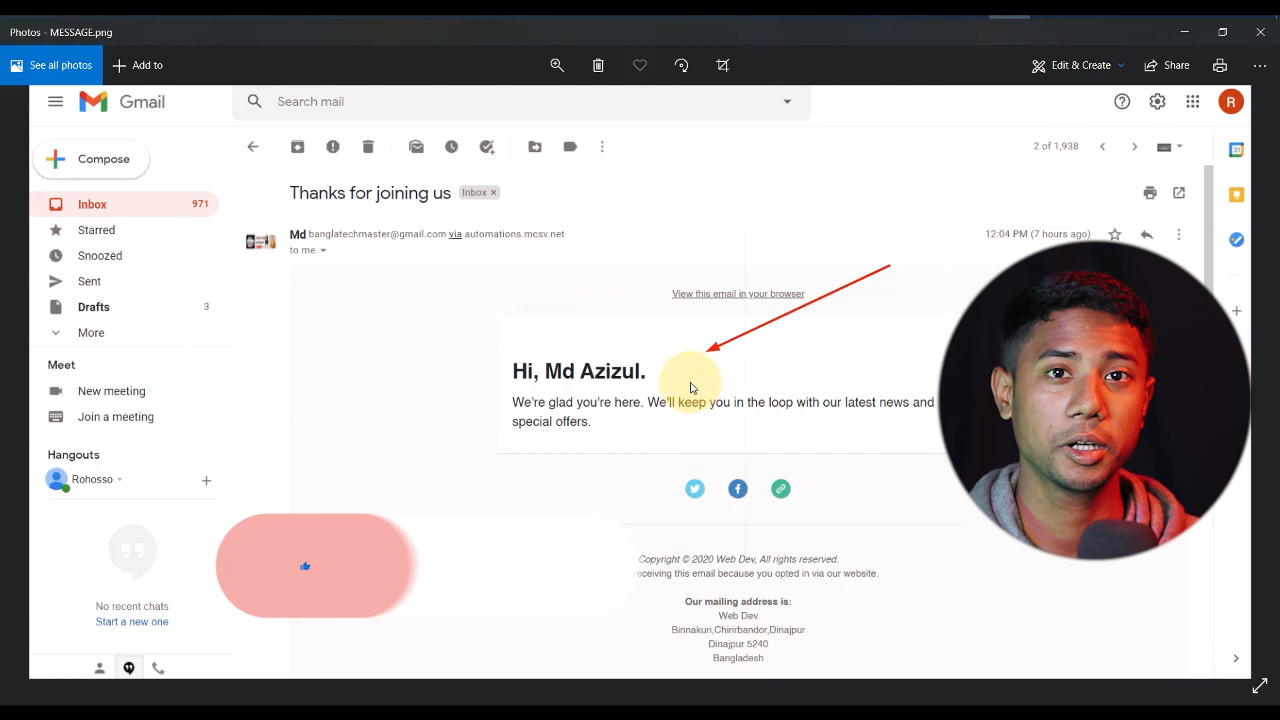 Photos - MESSAGE.png
See all photos
Add to
Edit & Create
Share
Gmail
Search mail
R
Compose
2 of 1,938
Inbox 971
Thanks for joining us Inbox ×
Starred
Md banglatechmaster@gmail.com via automations.mcsv.net
12:04 PM (7 hours ago)
to me
Snoozed
Sent
View this email in your browser
Drafts 3
More
Meet
Hi, Md Azizul.
New meeting
We're glad you're here. We'll keep you in the loop with our latest news and
Join a meeting
special offers.
Hangouts
Rohosso
Copyright © 2020 Web Dev, All rights reserved.
receiving this email because you opted in via our website.
Our mailing address is:
No recent chats
Web Dev
Start a new one
Binnakuri,Chirirbandor,Dinajpur
Dinajpur 5240
Bangladesh